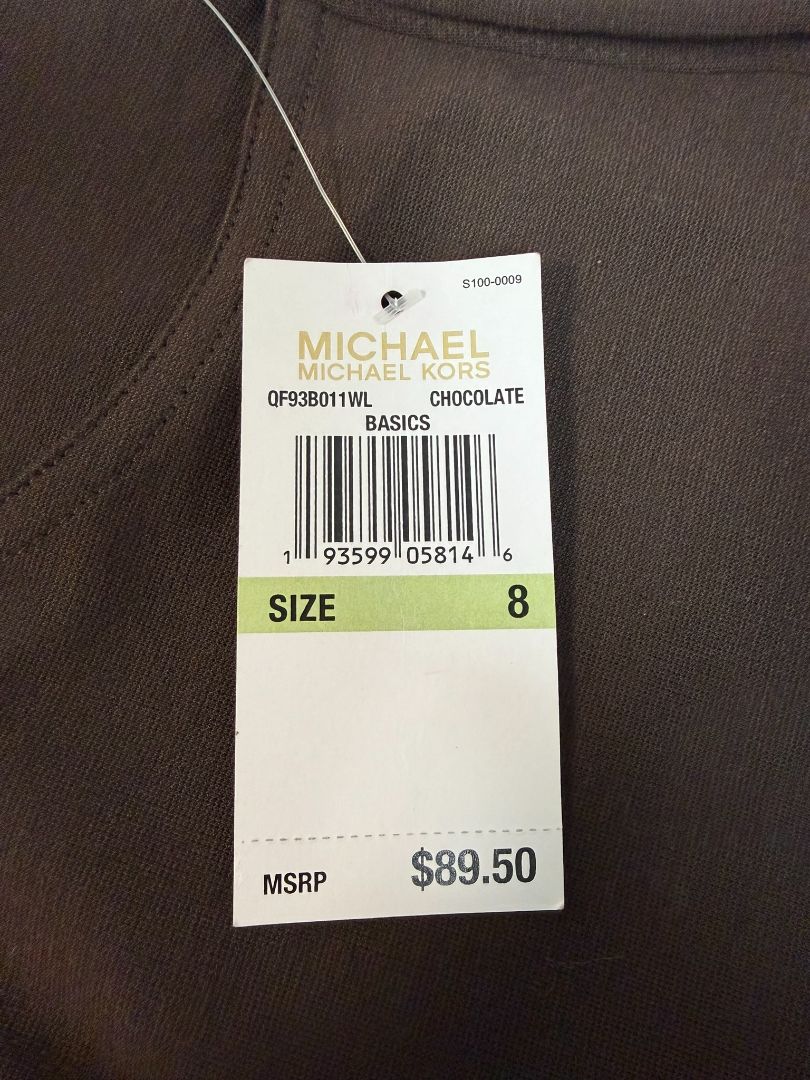 S100-0009
MICHAEL
MICHAEL KORS
QF93B011WL CHOCOLATE
BASICS
1 93599 05814 6
SIZE 8
MSRP $89.50